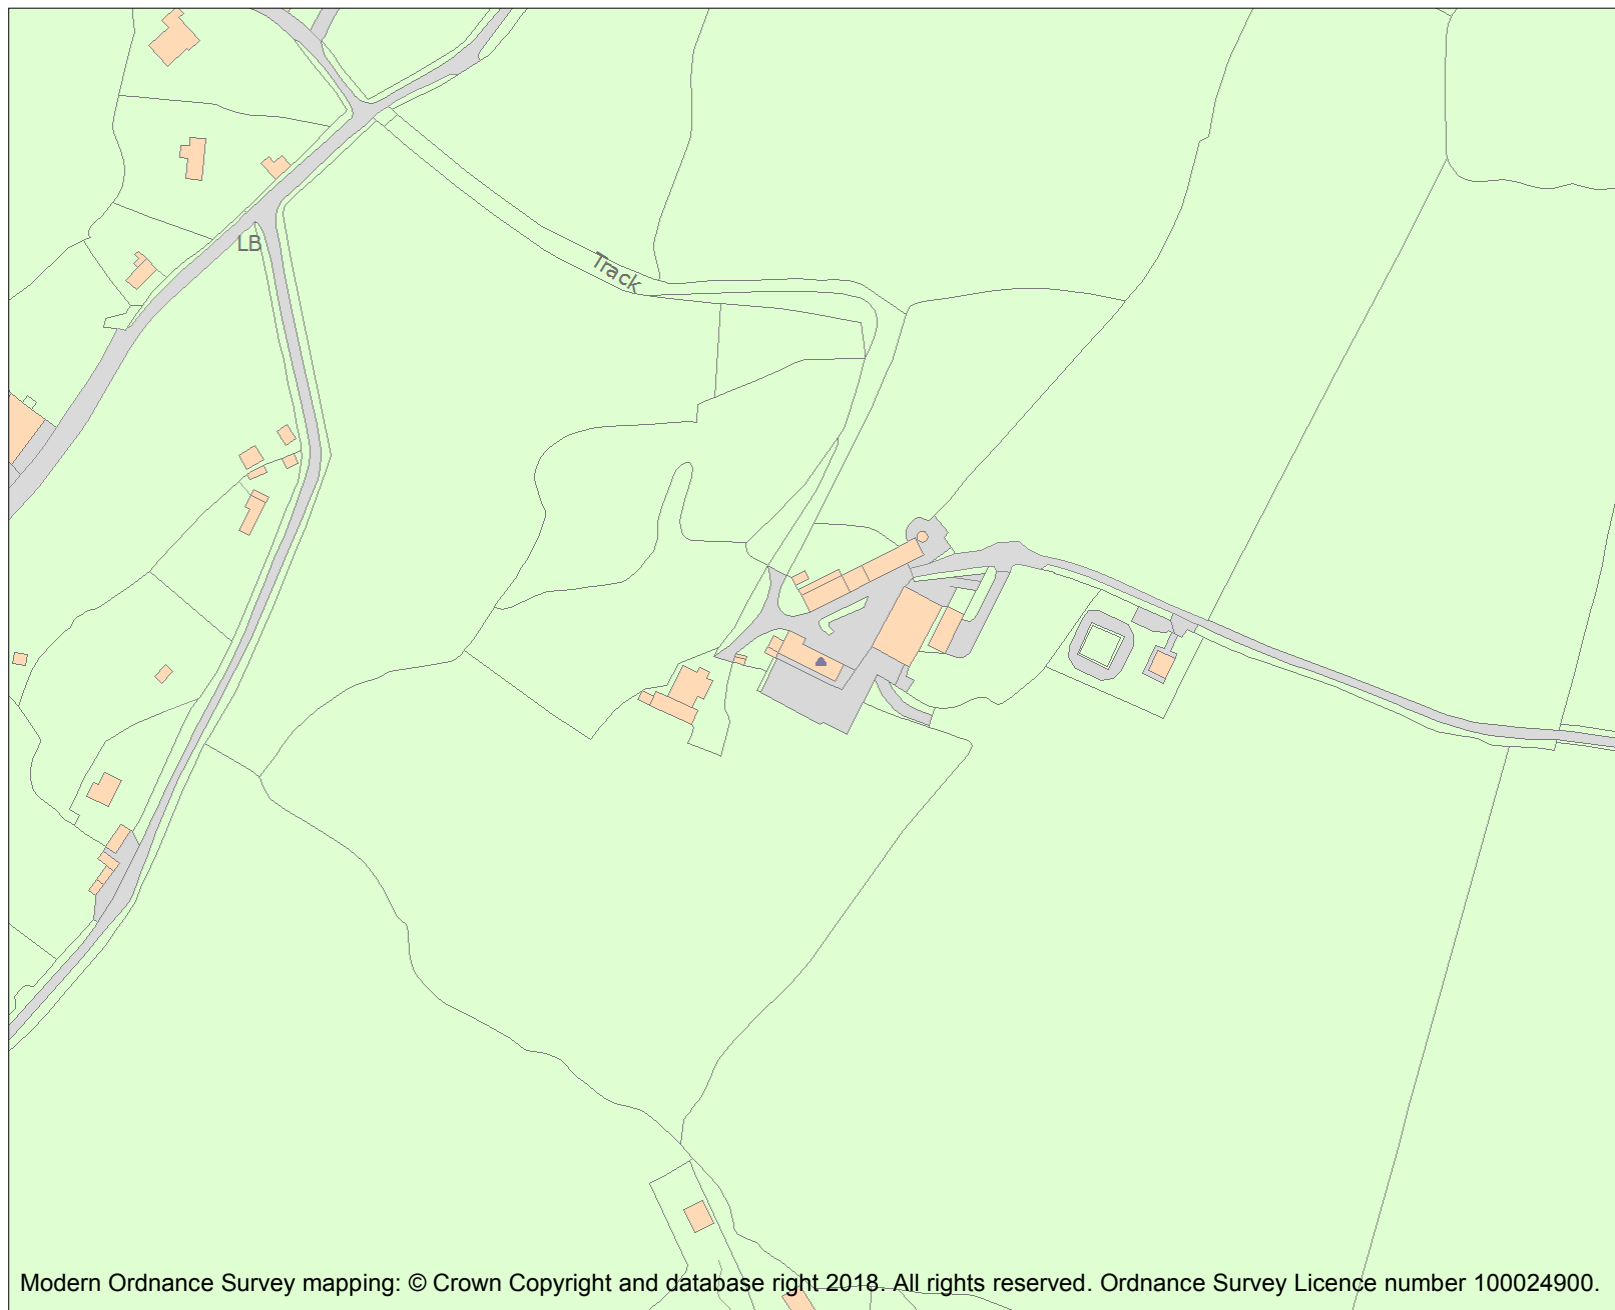 LB
Track
Modern Ordnance Survey mapping: © Crown Copyright and database right 2018. All rights reserved. Ordnance Survey Licence number 100024900.